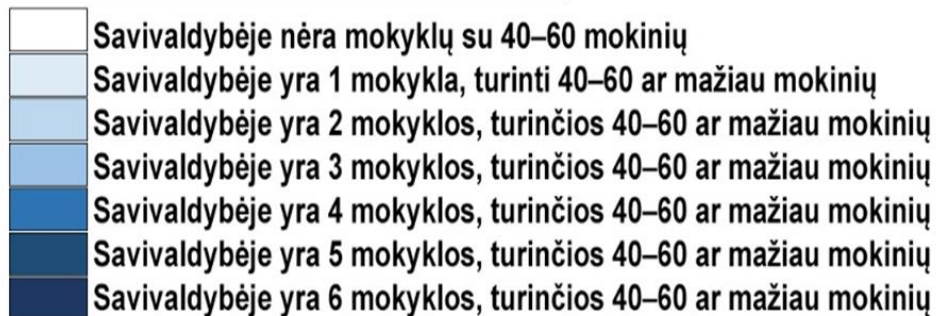 Savivaldybėje nėra mokyklų su 40–60 mokinių
Savivaldybėje yra 1 mokykla, turinti 40–60 ar mažiau mokinių
Savivaldybėje yra 2 mokyklos, turinčios 40–60 ar mažiau mokinių
Savivaldybėje yra 3 mokyklos, turinčios 40–60 ar mažiau mokinių
Savivaldybėje yra 4 mokyklos, turinčios 40–60 ar mažiau mokinių
Savivaldybėje yra 5 mokyklos, turinčios 40–60 ar mažiau mokinių
Savivaldybėje yra 6 mokyklos, turinčios 40–60 ar mažiau mokinių